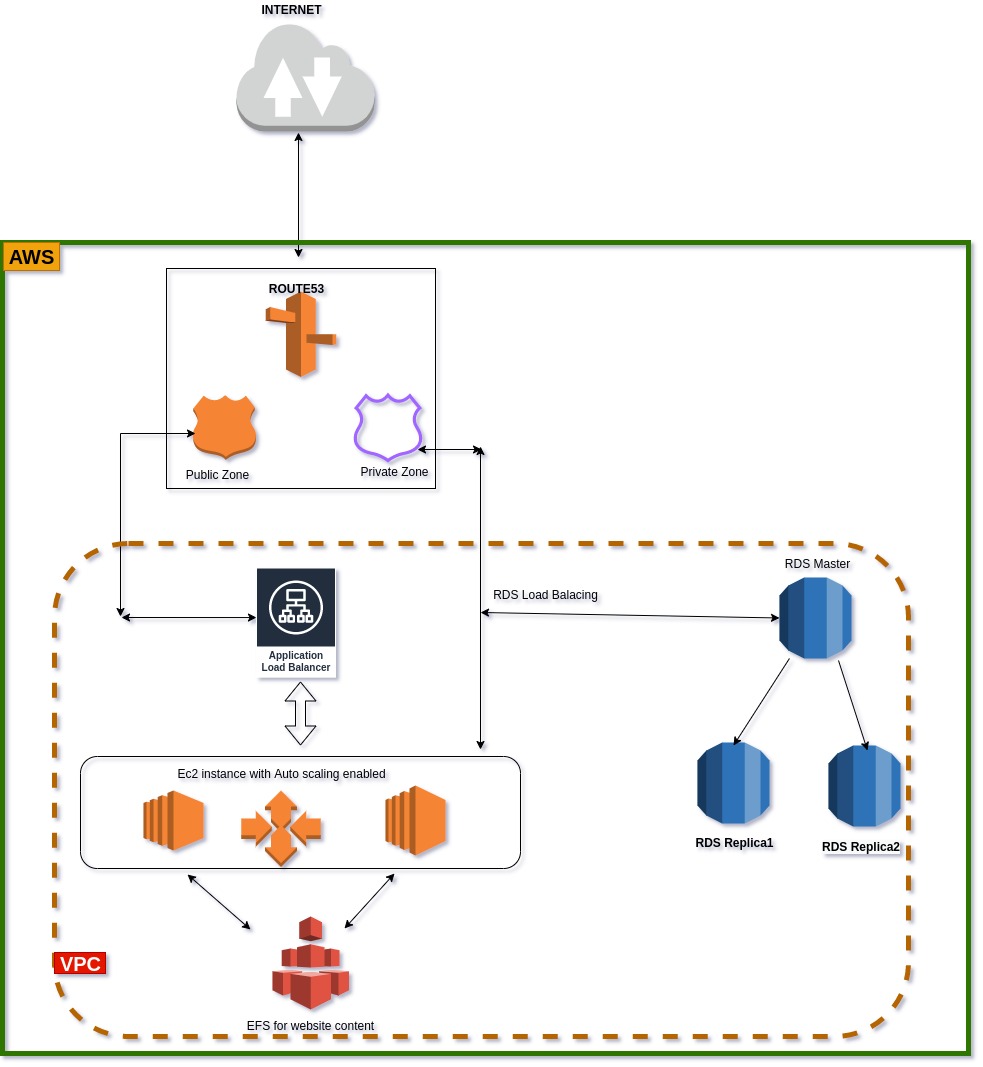 INTERNET
AWS
ROUTE53
Public Zone
Private Zone
RDS Master
RDS Load Balacing
Application
Load Balancer
Ec2 instance with Auto scaling enabled
RDS Replica1
RDS Replica2
VPC
EFS for website content